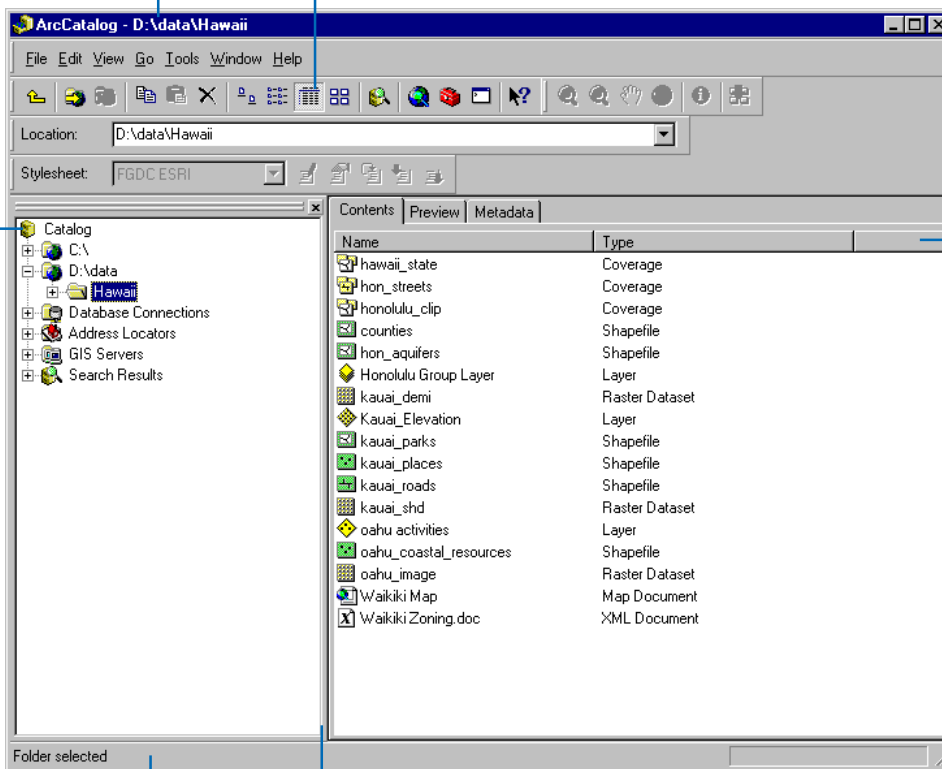 ArcCatalog - D:\data\Hawaii
File Edit View Go Tools Window Help
Location: D:\data\Hawaii
Stylesheet: FGDC ESRI
Catalog
C:\
D:\data
Hawaii
Database Connections
Address Locators
GIS Servers
Search Results
Contents Preview Metadata
Name Type
hawaii_state Coverage
hon_streets Coverage
honolulu_clip Coverage
counties Shapefile
hon_aquifers Shapefile
Honolulu Group Layer Layer
kauai_demi Raster Dataset
Kauai_Elevation Layer
kauai_parks Shapefile
kauai_places Shapefile
kauai_roads Shapefile
kauai_shd Raster Dataset
oahu activities Layer
oahu_coastal_resources Shapefile
oahu_image Raster Dataset
Waikiki Map Map Document
Waikiki Zoning.doc XML Document
Folder selected